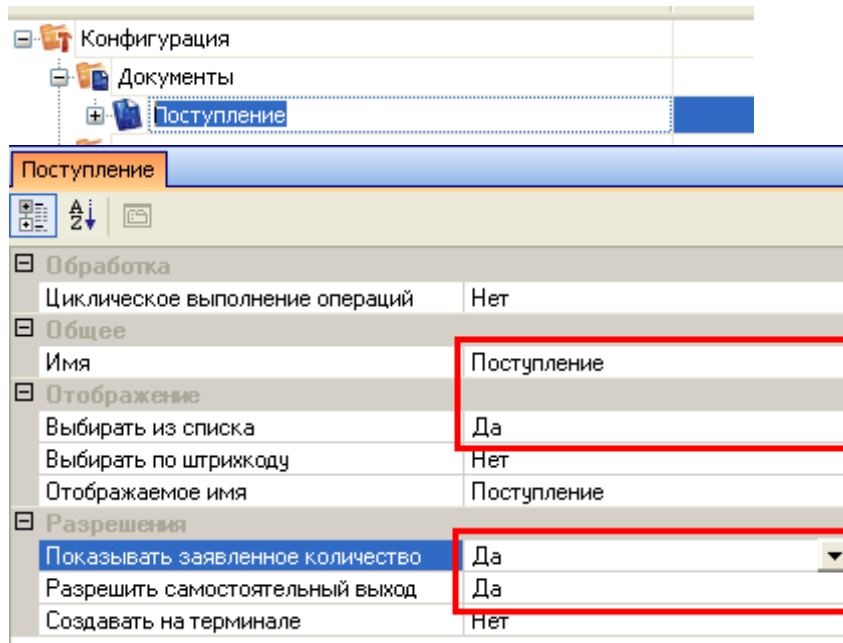 Конфигурация
Документы
Поступление
Поступление
Обработка
Циклическое выполнение операций Нет
Общее
Имя Поступление
Отображение
Выбирать из списка Да
Выбирать по штрихкоду Нет
Отображаемое имя Поступление
Разрешения
Показывать заявленное количество Да
Разрешить самостоятельный выход Да
Создавать на терминале Нет